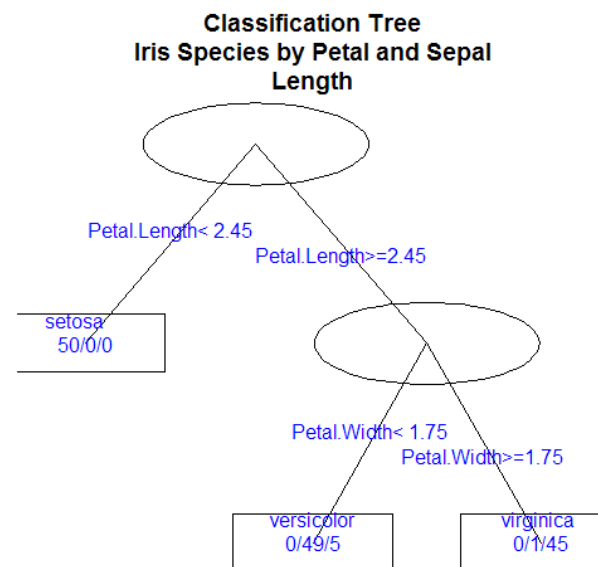 Classification Tree
Iris Species by Petal and Sepal
Length
Petal.Length< 2.45
Petal.Length>=2.45
setosa
50/0/0
Petal.Width< 1.75
Petal.Width>=1.75
versicolor
0/49/5
virginica
0/1/45